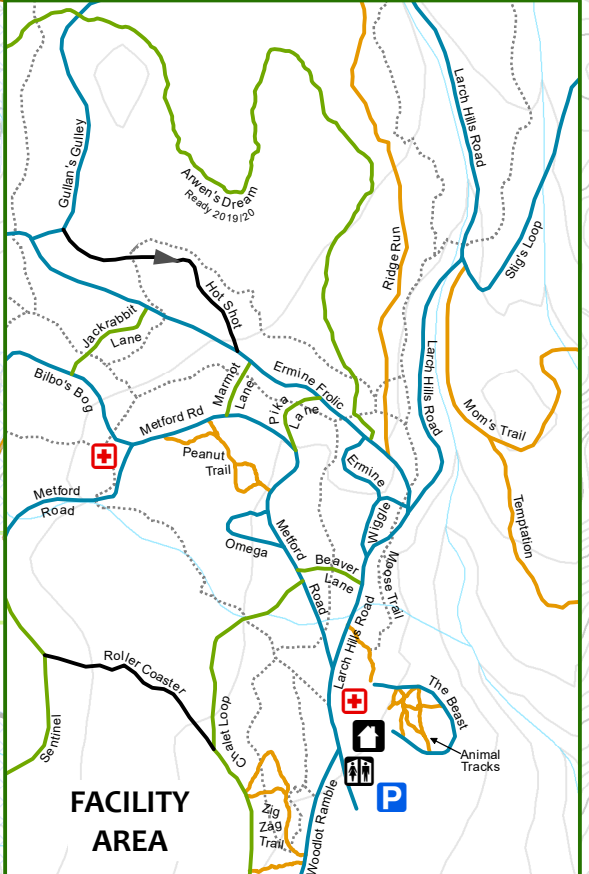 Larch Hills Road
Gullan's Gulley
Arwen's Dream
Ready 2019/20
Stig's Loop
Ridge Run
Hot Shot
Jackrabbit
Lane
Ermine Frolic
Larch Hills Road
Bilbo's Bog
Marmot
Lane
Pika
Lane
Metford Rd
Mom's Trail
Peanut
Trail
Ermine
Metford
Road
Temptation
Wiggle
Omega
Metford
Road
Beaver
Lane
Moose Trail
Larch Hills Road
Roller Coaster
The Beast
Sentinel
Chalet Loop
Animal
Tracks
P
FACILITY
AREA
Zig
Zag
Trail
Woodlot Ramble